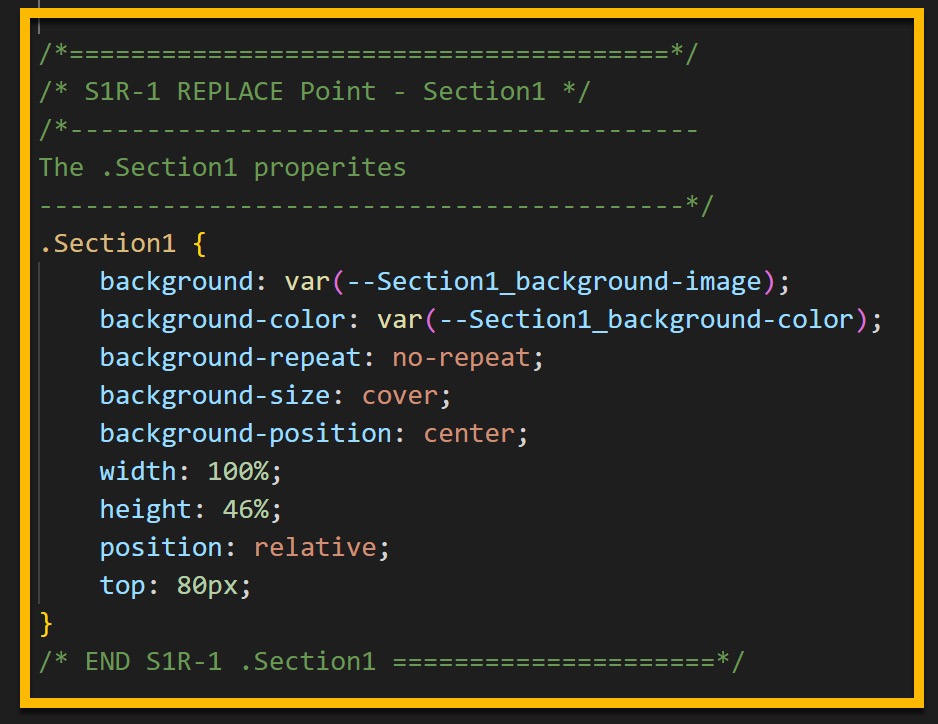 /*=======================================*/
/* S1R-1 REPLACE Point - Section1 */
/*-----------------------------------------
The .Section1 properites
------------------------------------------*/
.Section1 {
    background: var(--Section1_background-image);
    background-color: var(--Section1_background-color);
    background-repeat: no-repeat;
    background-size: cover;
    background-position: center;
    width: 100%;
    height: 46%;
    position: relative;
    top: 80px;
}
/* END S1R-1 .Section1 =====================*/